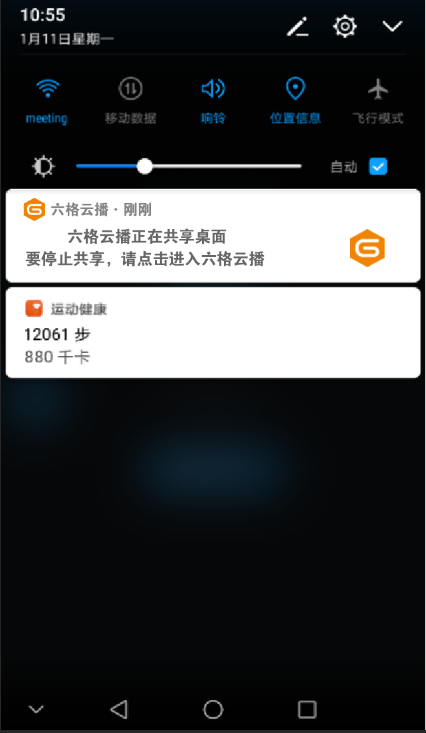 10:55
1月11日星期一
meeting
移动数据
响铃
位置信息
飞行模式
自动
六格云播·刚刚
六格云播正在共享桌面
要停止共享，请点击进入六格云播
运动健康
12061 步
880 千卡